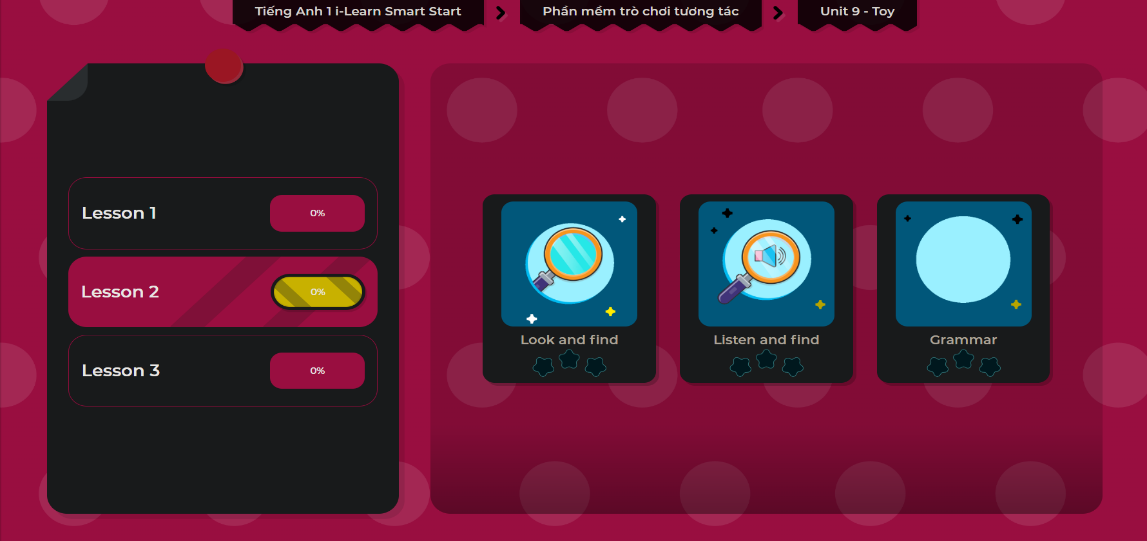 Tiếng Anh 1 i-Learn Smart Start
Phần mềm trò chơi tương tác
Unit 9 - Toy
Lesson 1
0%
Lesson 2
0%
Lesson 3
0%
Look and find
Listen and find
Grammar